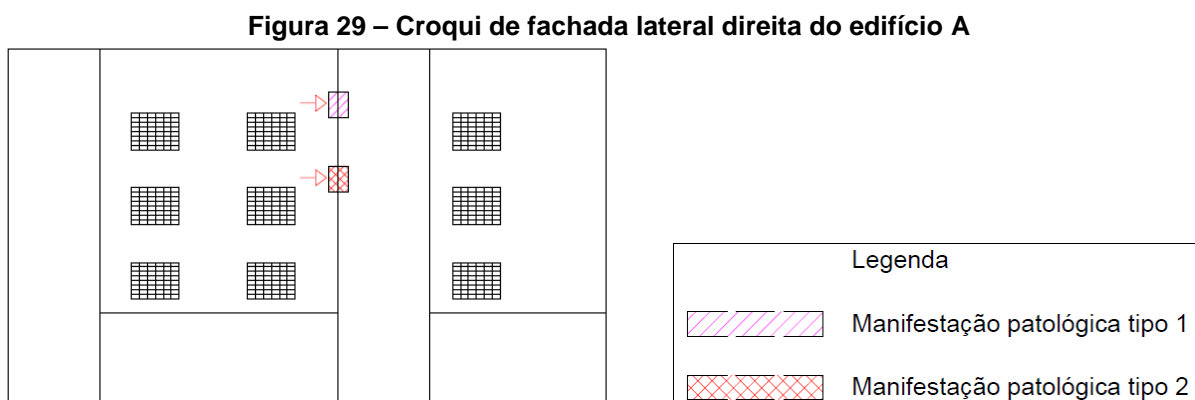 Figura 29 – Croqui de fachada lateral direita do edifício A
Legenda
Manifestação patológica tipo 1
Manifestação patológica tipo 2